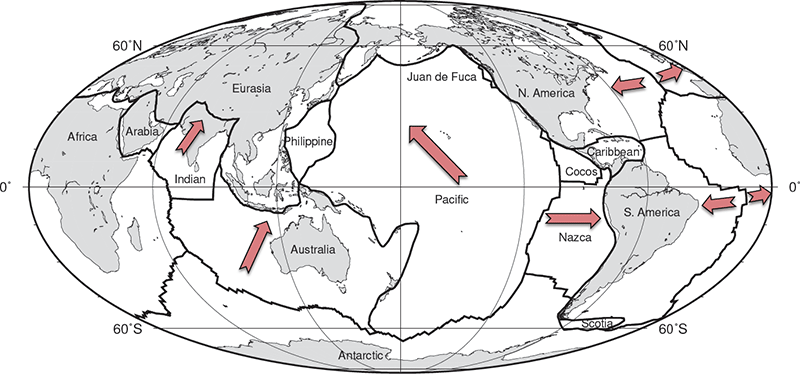 60°N
60°N
Juan de Fuca
Eurasia
N. America
Africa
Arabia
Philippine
Caribbean
Cocos
Indian
0°
0°
Pacific
S. America
Nazca
Australia
60°S
60°S
Scotia
Antarctic